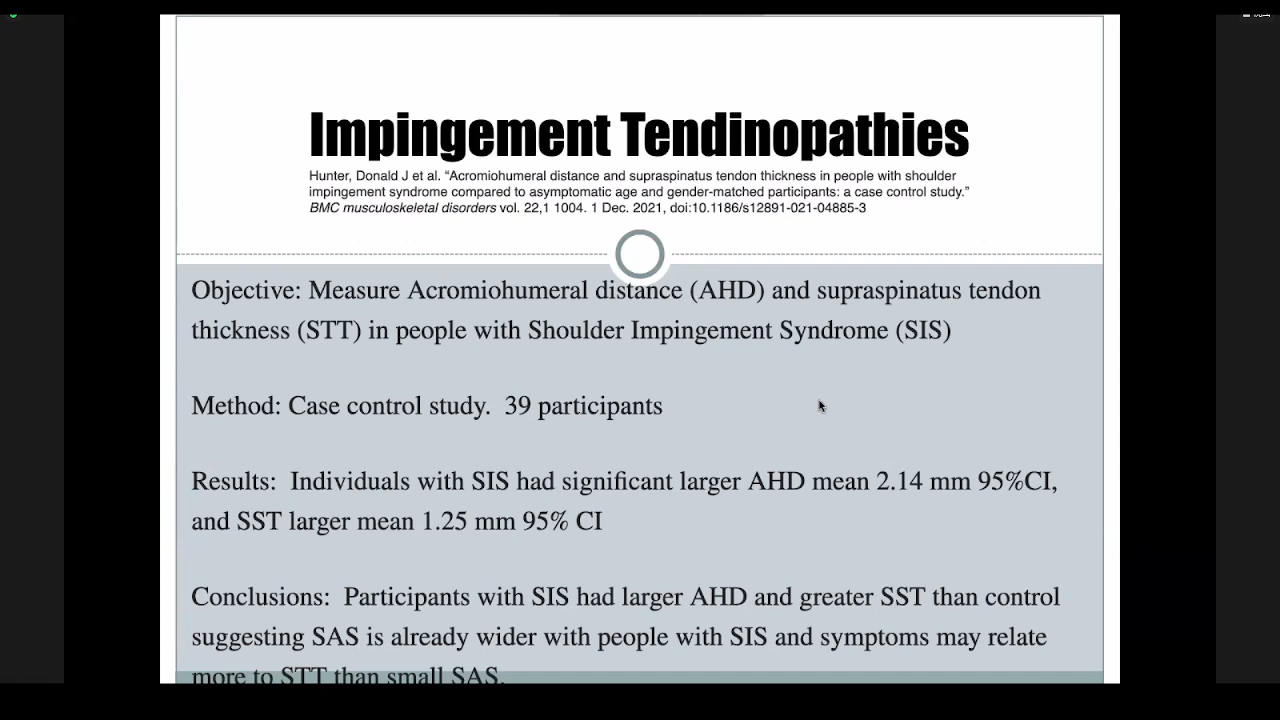 Impingement Tendinopathies
Hunter, Donald J et al. “Acromiohumeral distance and supraspinatus tendon thickness in people with shoulder
impingement syndrome compared to asymptomatic age and gender-matched participants: a case control study.”
BMC musculoskeletal disorders vol. 22,1 1004. 1 Dec. 2021, doi:10.1186/s12891-021-04885-3
Objective: Measure Acromiohumeral distance (AHD) and supraspinatus tendon
thickness (STT) in people with Shoulder Impingement Syndrome (SIS)
Method: Case control study.  39 participants
Results:  Individuals with SIS had significant larger AHD mean 2.14 mm 95%CI,
and SST larger mean 1.25 mm 95% CI
Conclusions:  Participants with SIS had larger AHD and greater SST than control
suggesting SAS is already wider with people with SIS and symptoms may relate
more to STT than small SAS.